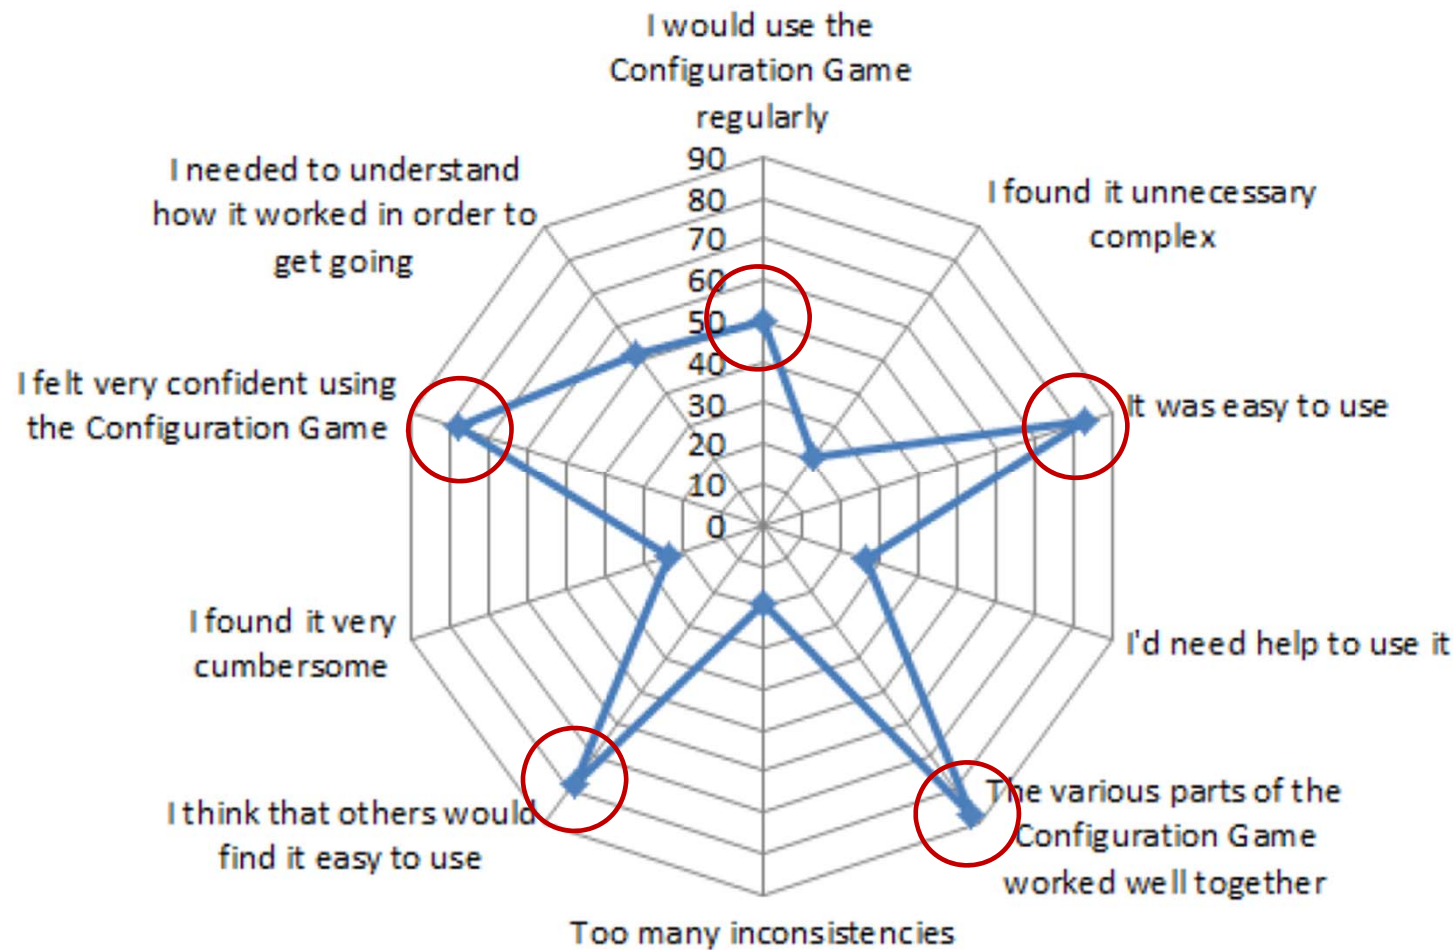 I would use the
Configuration Game
regularly
I found it unnecessary
complex
It was easy to use
I'd need help to use it
The various parts of the
Configuration Game
worked well together
Too many inconsistencies
I think that others would
find it easy to use
I found it very
cumbersome
I felt very confident using
the Configuration Game
I needed to understand
how it worked in order to
get going
90
80
70
60
50
40
30
20
10
0